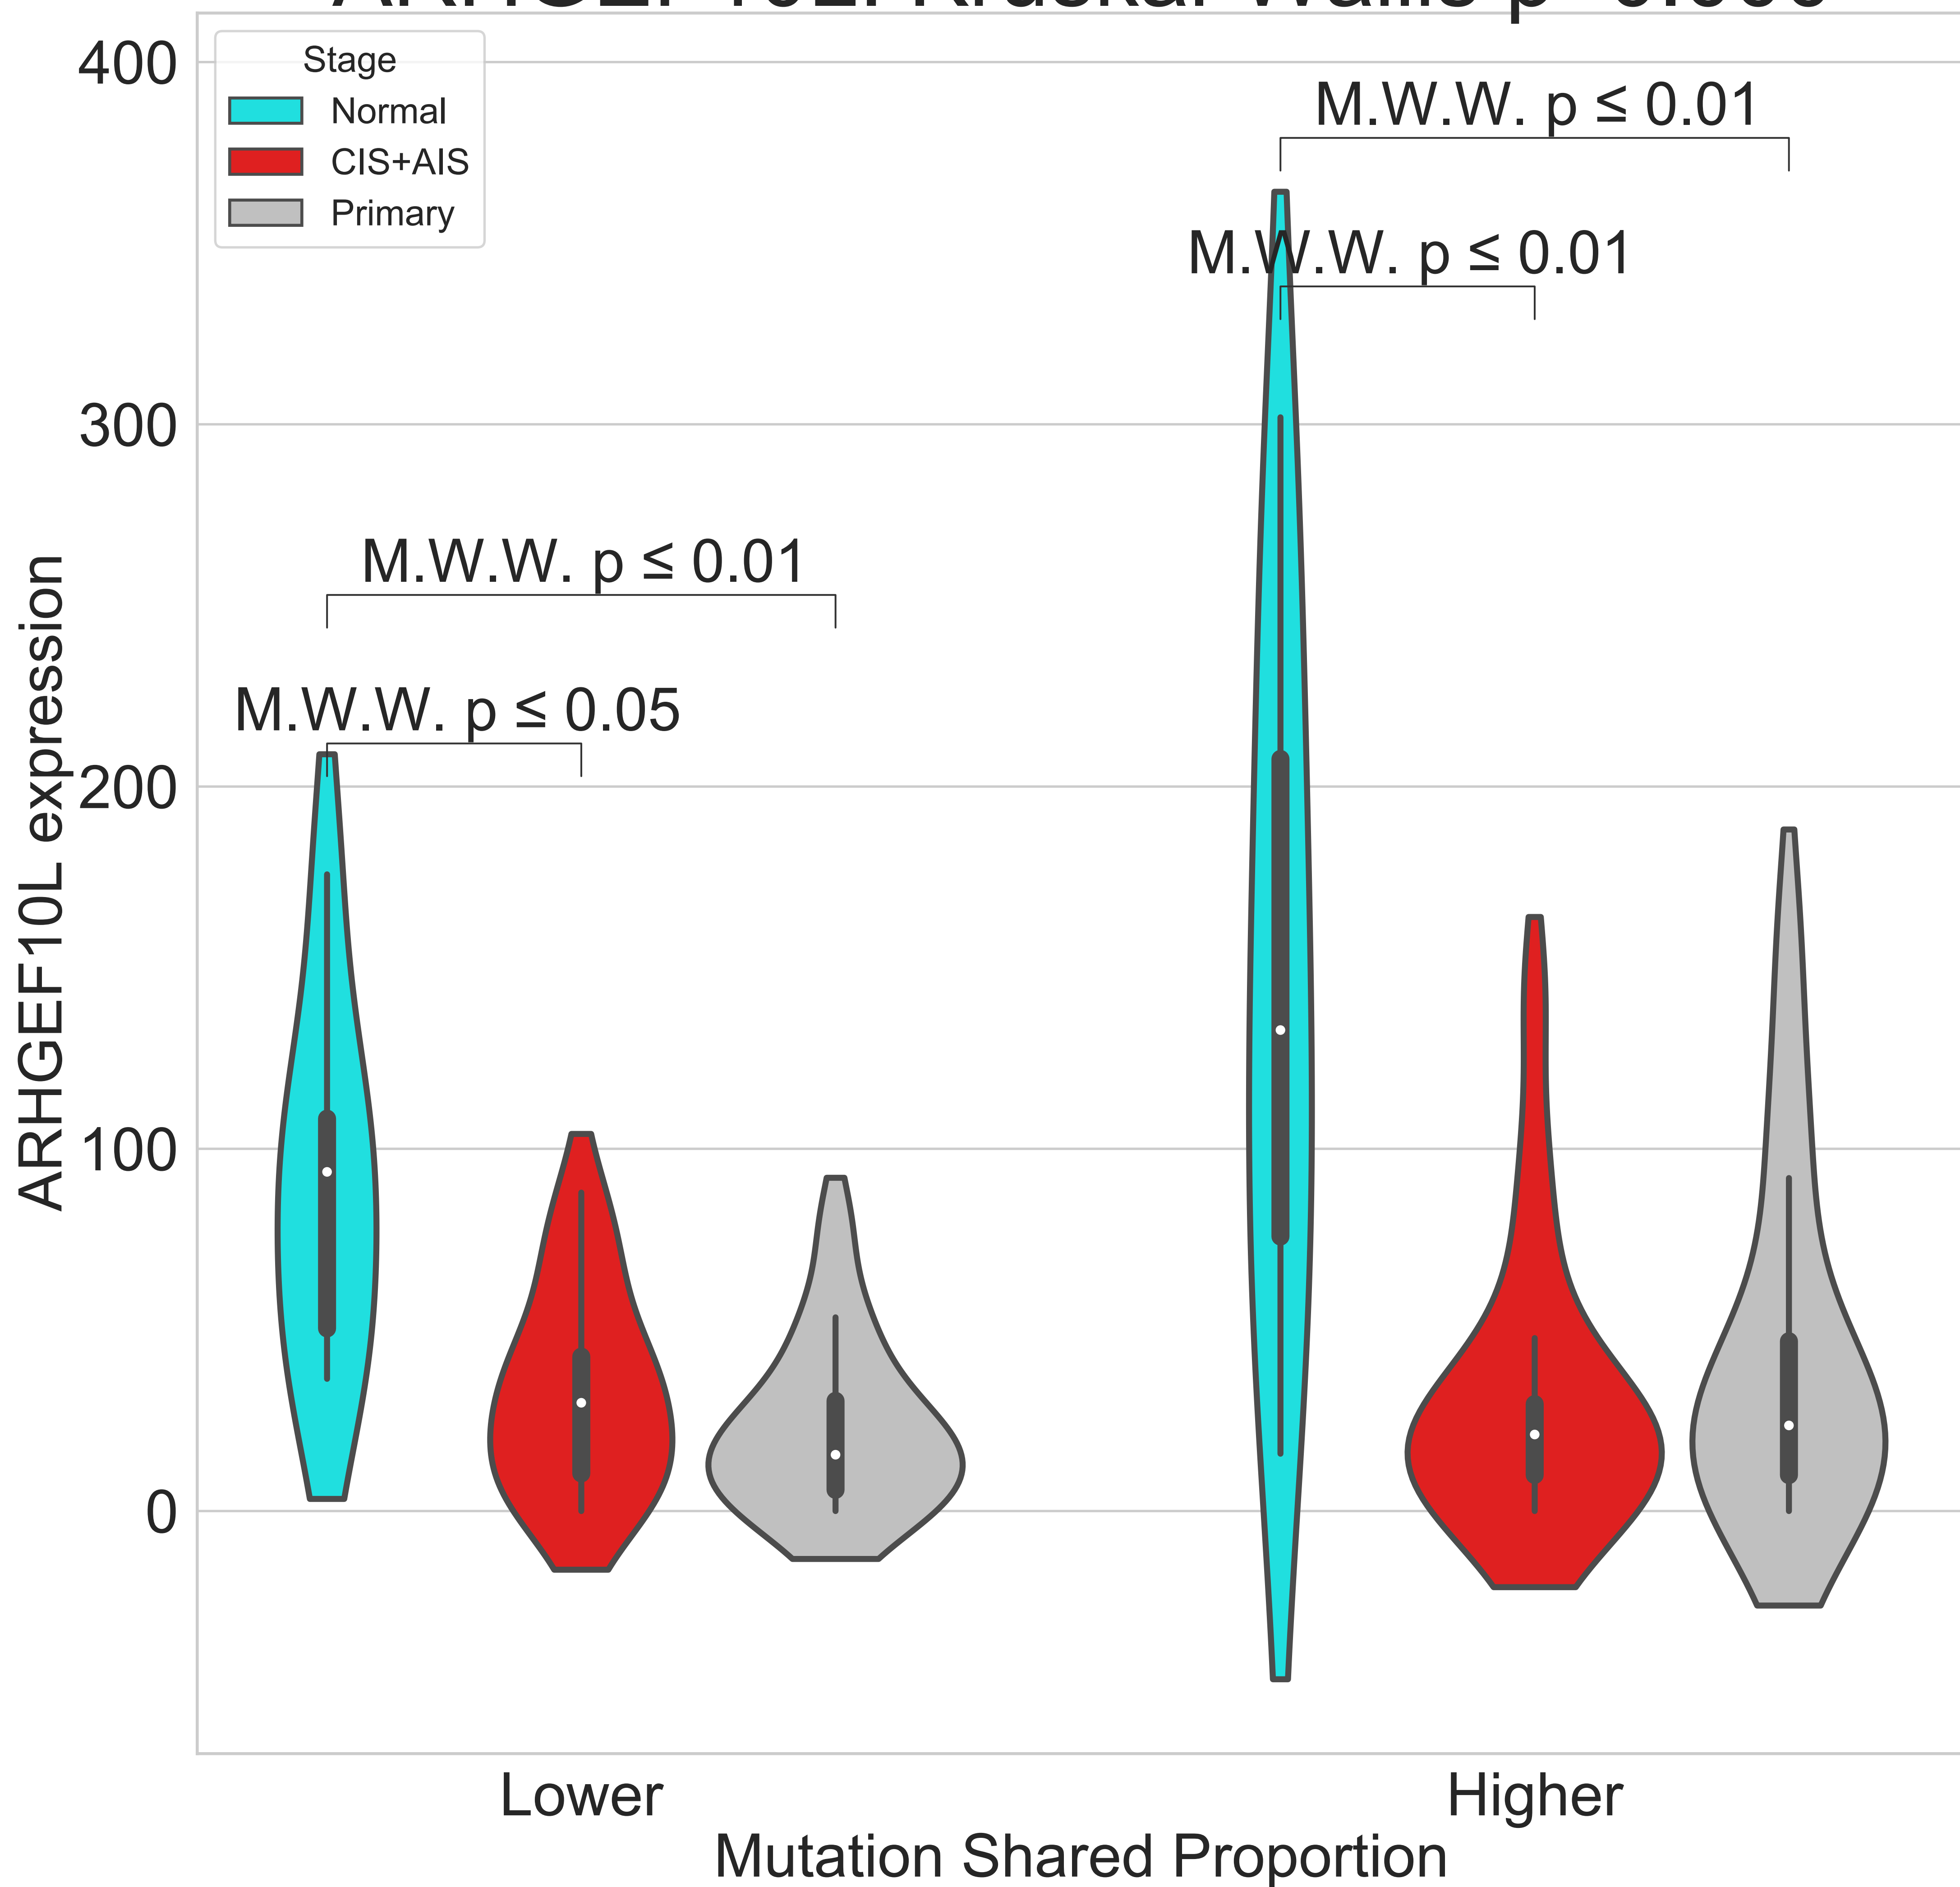 400
300
200
100
0
ARHGEF10L expression
Stage
Normal
CIS+AIS
Primary
M.W.W. p ≤ 0.01
M.W.W. p ≤ 0.01
M.W.W. p ≤ 0.01
M.W.W. p ≤ 0.05
Lower
Higher
Mutation Shared Proportion